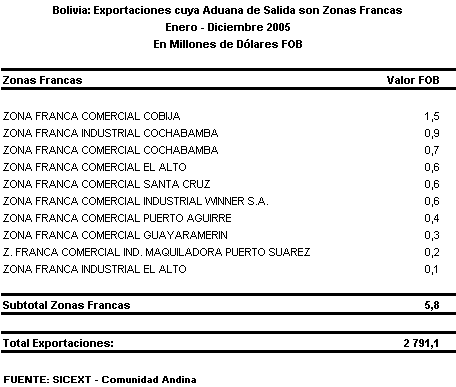 Bolivia: Exportaciones cuya Aduana de Salida son Zonas Francas
Enero - Diciembre 2005
En Millones de Dólares FOB
Zonas Francas Valor FOB
ZONA FRANCA COMERCIAL COBIJA 1,5
ZONA FRANCA INDUSTRIAL COCHABAMBA 0,9
ZONA FRANCA COMERCIAL COCHABAMBA 0,7
ZONA FRANCA COMERCIAL EL ALTO 0,6
ZONA FRANCA COMERCIAL SANTA CRUZ 0,6
ZONA FRANCA COMERCIAL INDUSTRIAL WINNER S.A. 0,6
ZONA FRANCA COMERCIAL PUERTO AGUIRRE 0,4
ZONA FRANCA COMERCIAL GUAYARAMERIN 0,3
Z. FRANCA COMERCIAL IND. MAQUILADORA PUERTO SUAREZ 0,2
ZONA FRANCA INDUSTRIAL EL ALTO 0,1
Subtotal Zonas Francas 5,8
Total Exportaciones: 2 791,1
FUENTE: SICEXT - Comunidad Andina